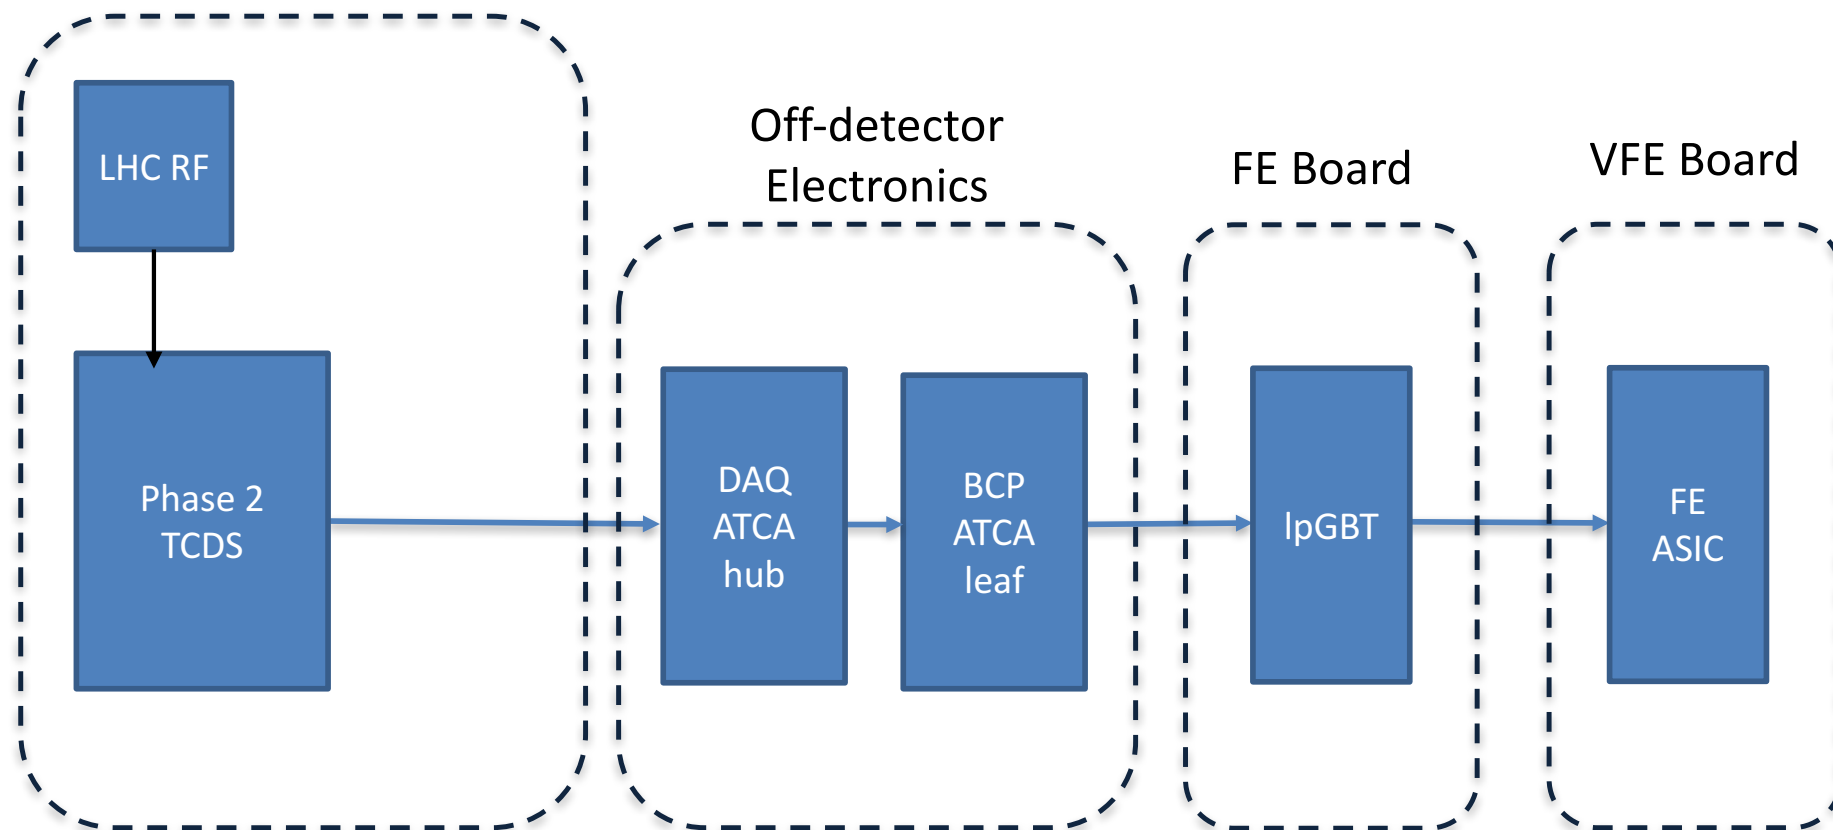 LHC RF
Phase 2
TCDS
Off-detector
Electronics
DAQ
ATCA
hub
BCP
ATCA
leaf
FE Board
lpGBT
VFE Board
FE
ASIC